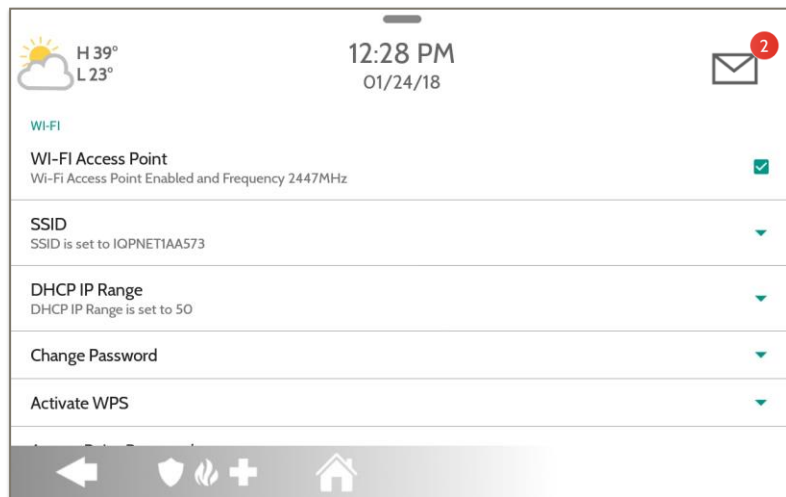 H 39°
L 23°
12:28 PM
01/24/18
2
WI-FI
WI-FI Access Point
Wi-Fi Access Point Enabled and Frequency 2447MHz
SSID
SSID is set to IQPNET1AA573
DHCP IP Range
DHCP IP Range is set to 50
Change Password
Activate WPS